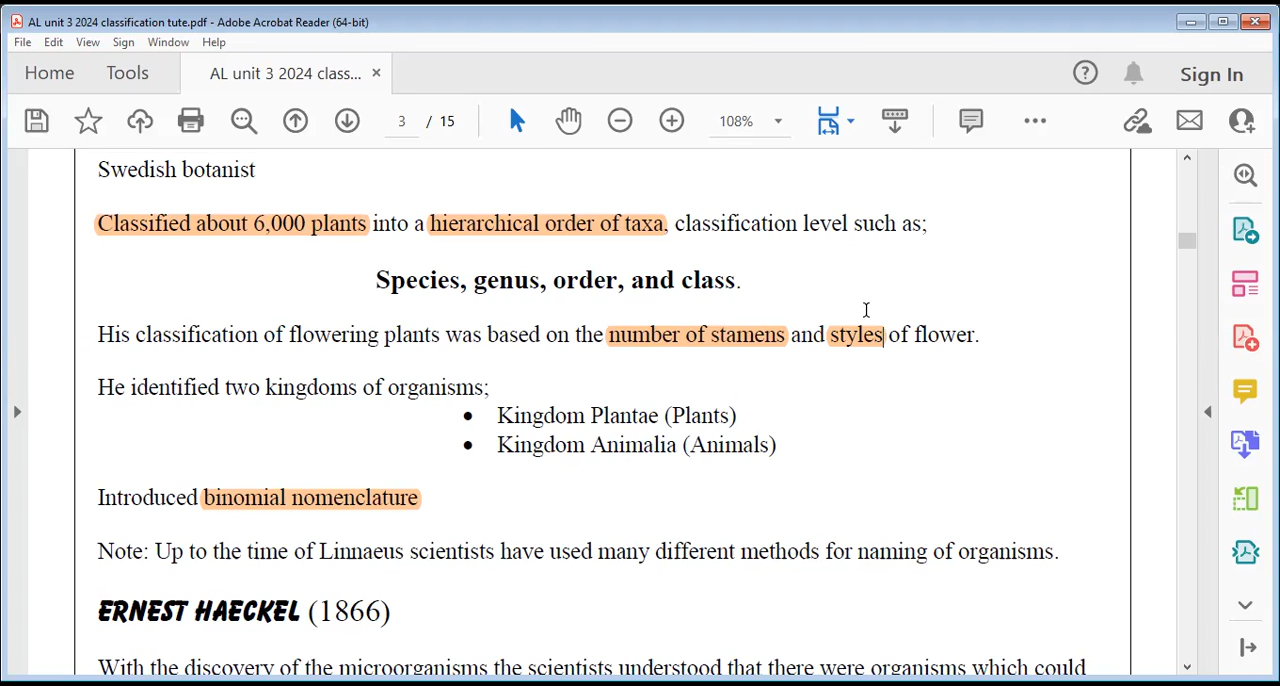 AL unit 3 2024 classification tute.pdf - Adobe Acrobat Reader (64-bit)
File Edit View Sign Window Help
Home Tools AL unit 3 2024 class... × Sign In
3 / 15 108%
Swedish botanist
Classified about 6,000 plants into a hierarchical order of taxa, classification level such as;
Species, genus, order, and class.
His classification of flowering plants was based on the number of stamens and styles of flower.
He identified two kingdoms of organisms;
• Kingdom Plantae (Plants)
• Kingdom Animalia (Animals)
Introduced binomial nomenclature
Note: Up to the time of Linnaeus scientists have used many different methods for naming of organisms.
ERNEST HAECKEL (1866)
With the discovery of the microorganisms the scientists understood that there were organisms which could